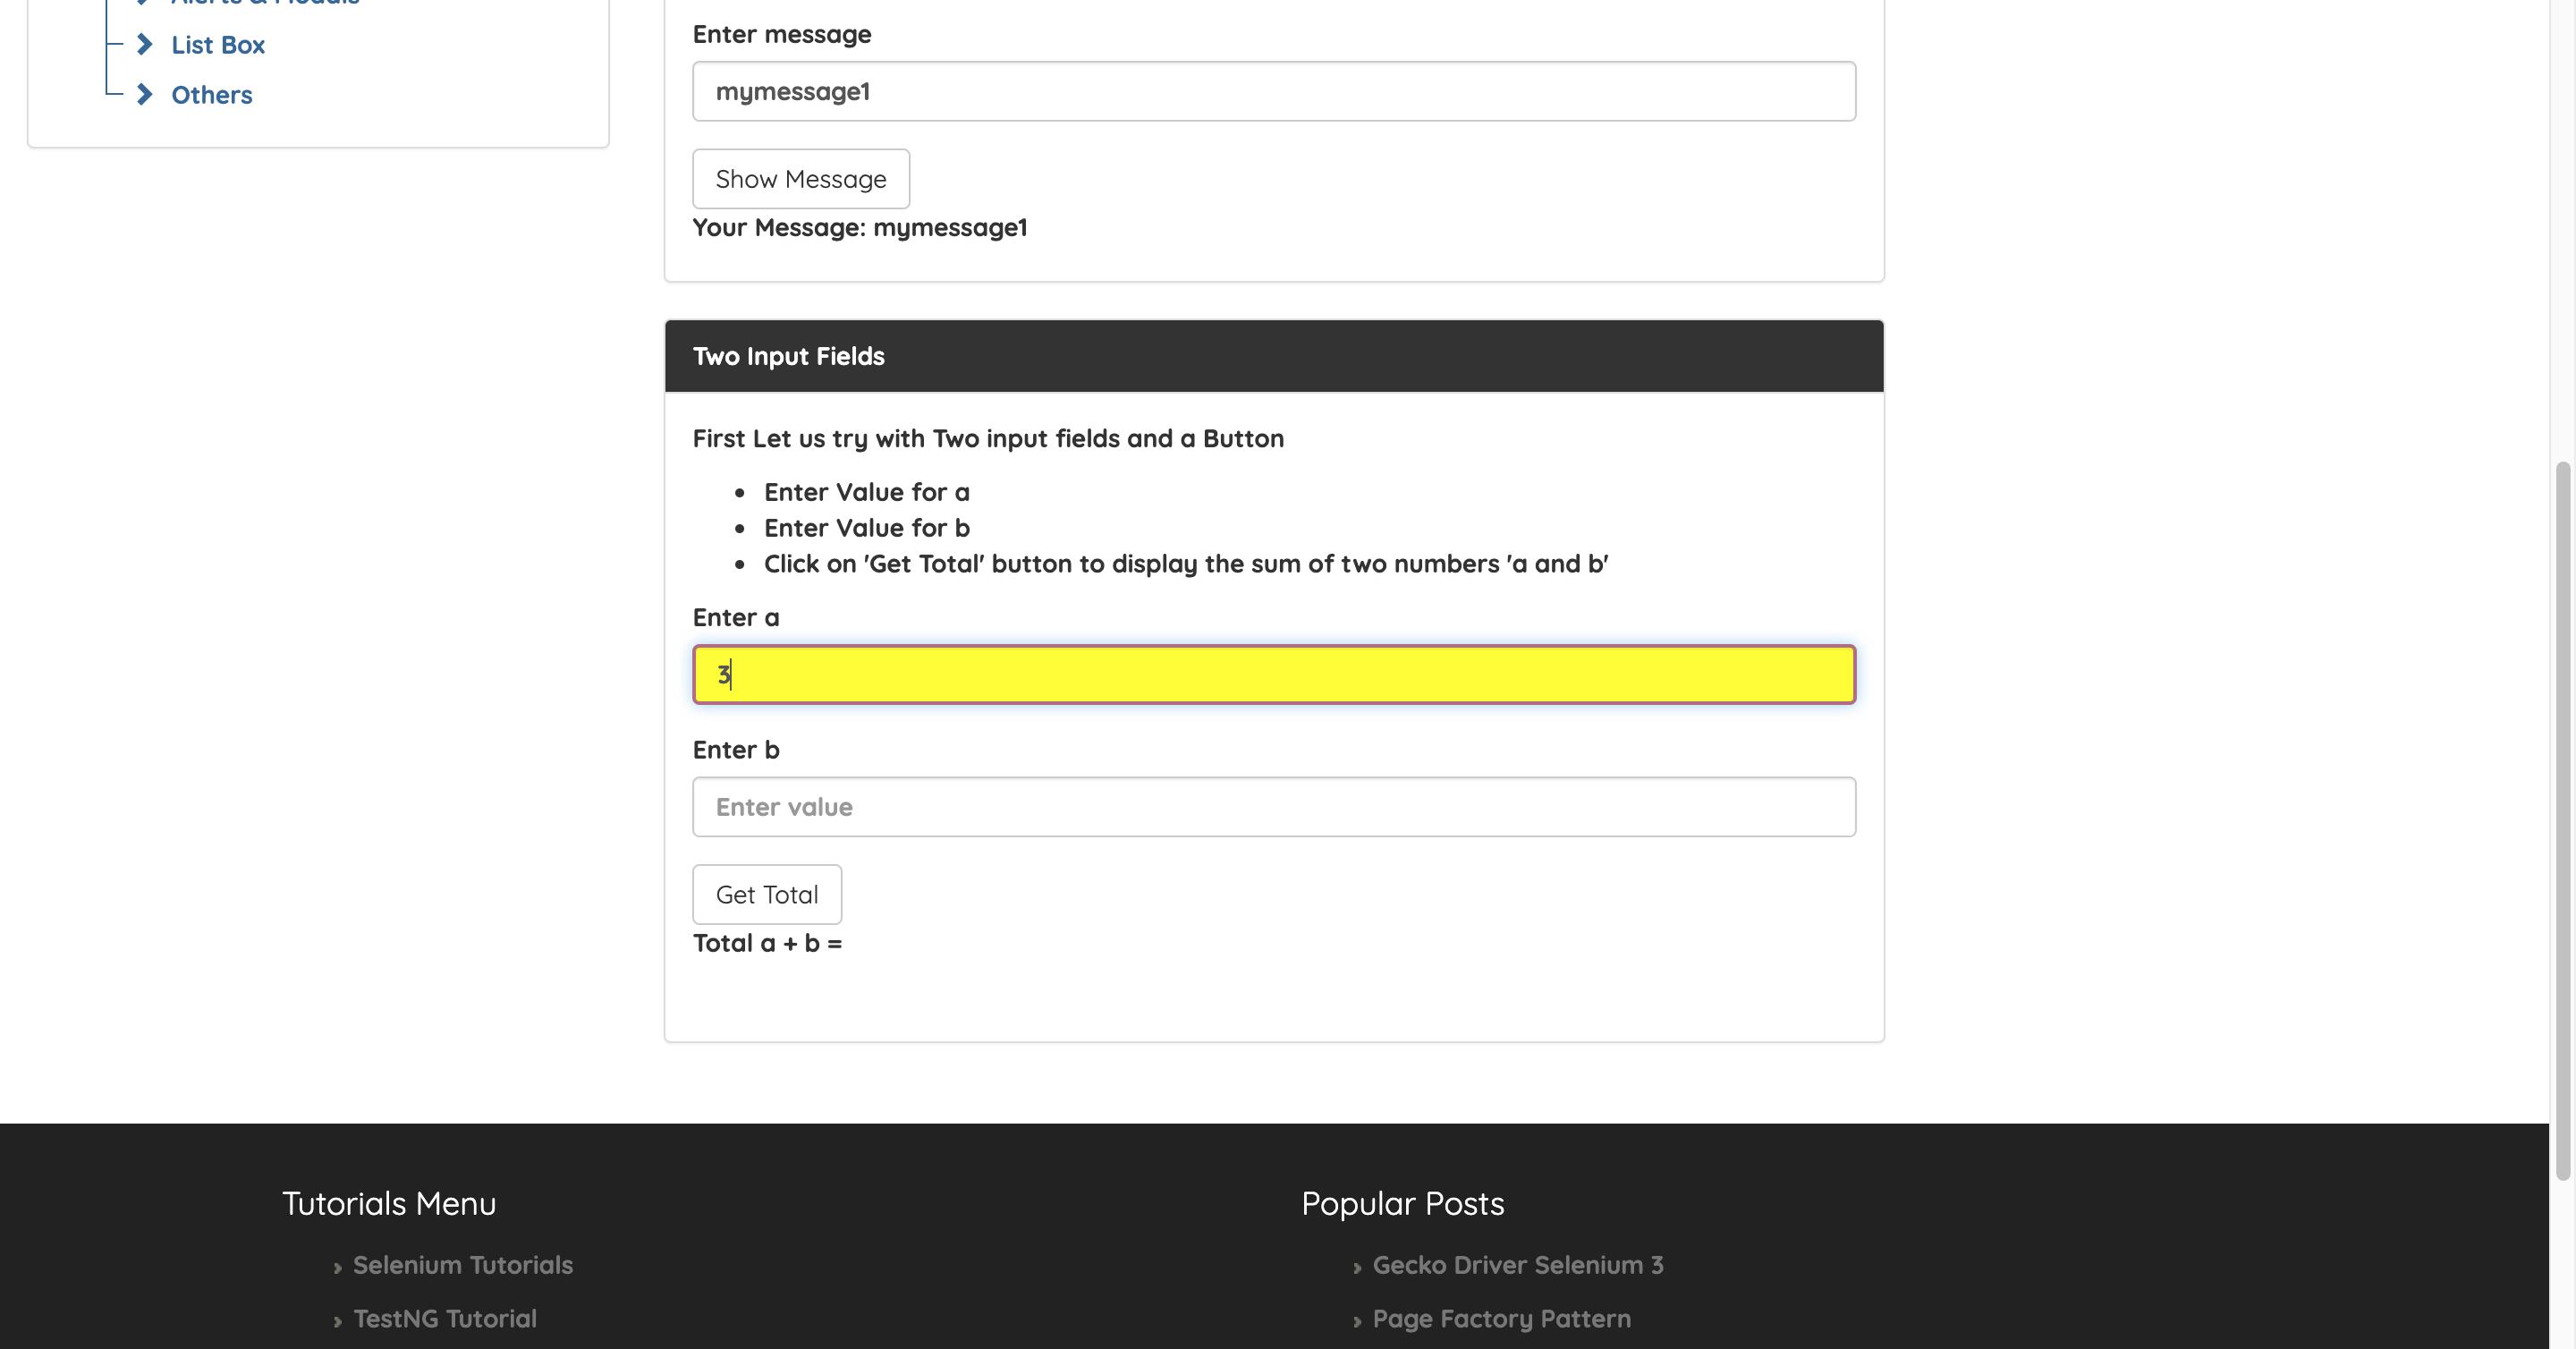 Alerts & Modals
List Box
Others
Enter message
mymessage1
Show Message
Your Message: mymessage1
Two Input Fields
First Let us try with Two input fields and a Button
Enter Value for a
Enter Value for b
Click on 'Get Total' button to display the sum of two numbers 'a and b'
Enter a
3
Enter b
Enter value
Get Total
Total a + b =
Tutorials Menu
Selenium Tutorials
TestNG Tutorial
Popular Posts
Gecko Driver Selenium 3
Page Factory Pattern